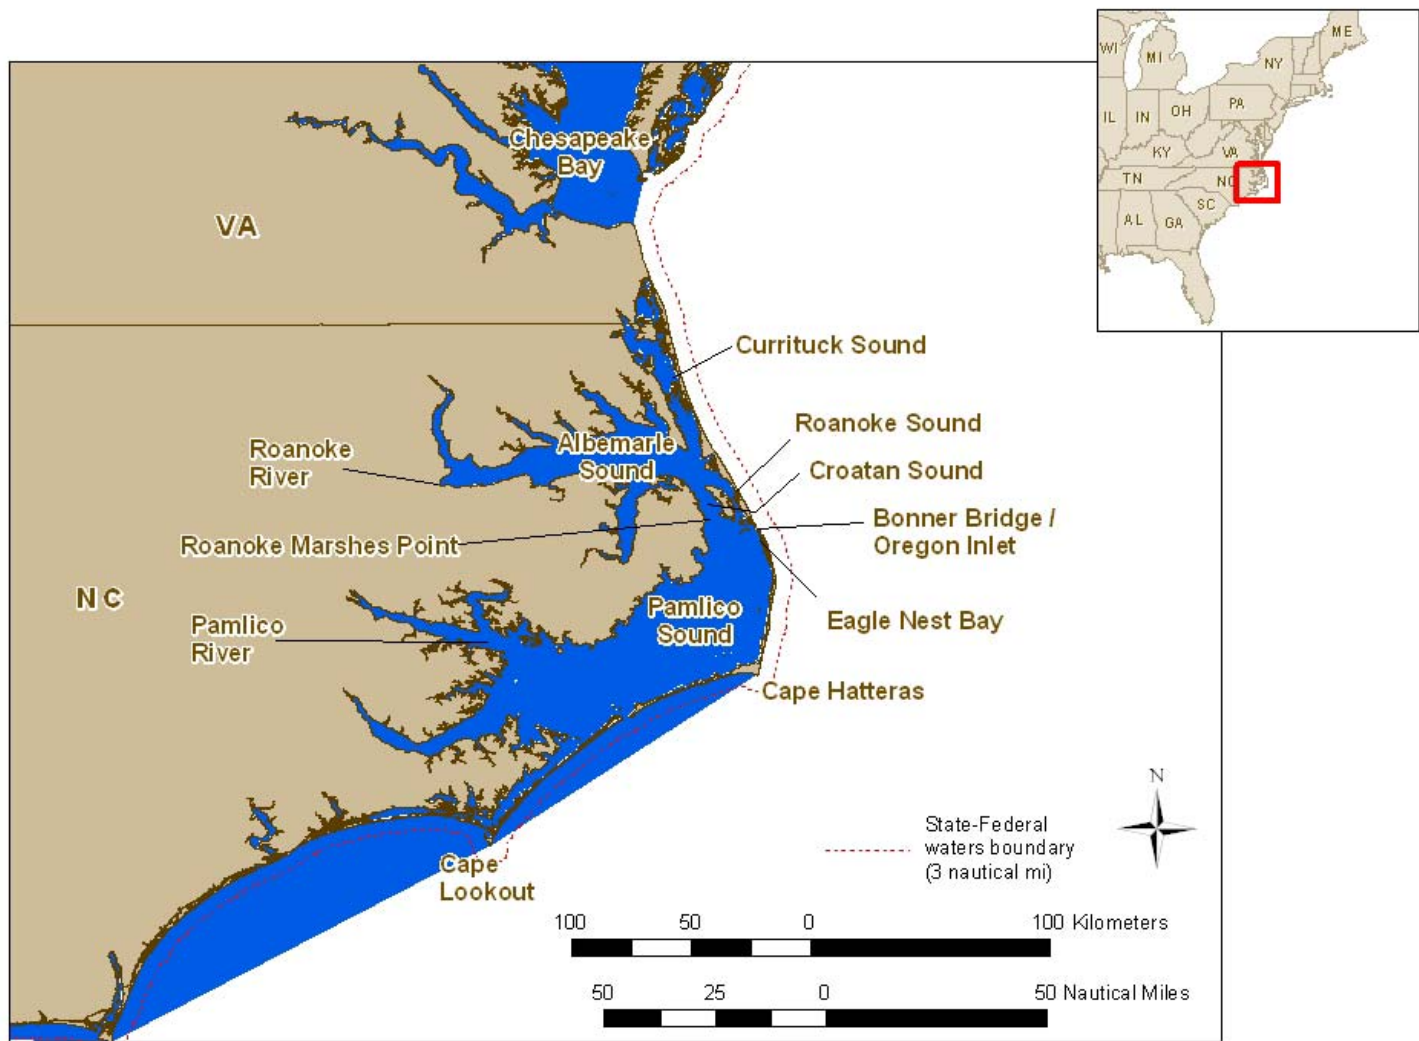 ME
WI
MI
NY
PA
IL
IN
OH
KY
VA
TN
NC
SC
AL
GA
Chesapeake
Bay
VA
Currituck Sound
Roanoke Sound
Albemarle
Sound
Roanoke
River
Croatan Sound
Bonner Bridge /
Oregon Inlet
Roanoke Marshes Point
NC
Pamlico
Sound
Eagle Nest Bay
Pamlico
River
Cape Hatteras
N
State-Federal
waters boundary
(3 nautical mi)
Cape
Lookout
100 50 0 100 Kilometers
50 25 0 50 Nautical Miles